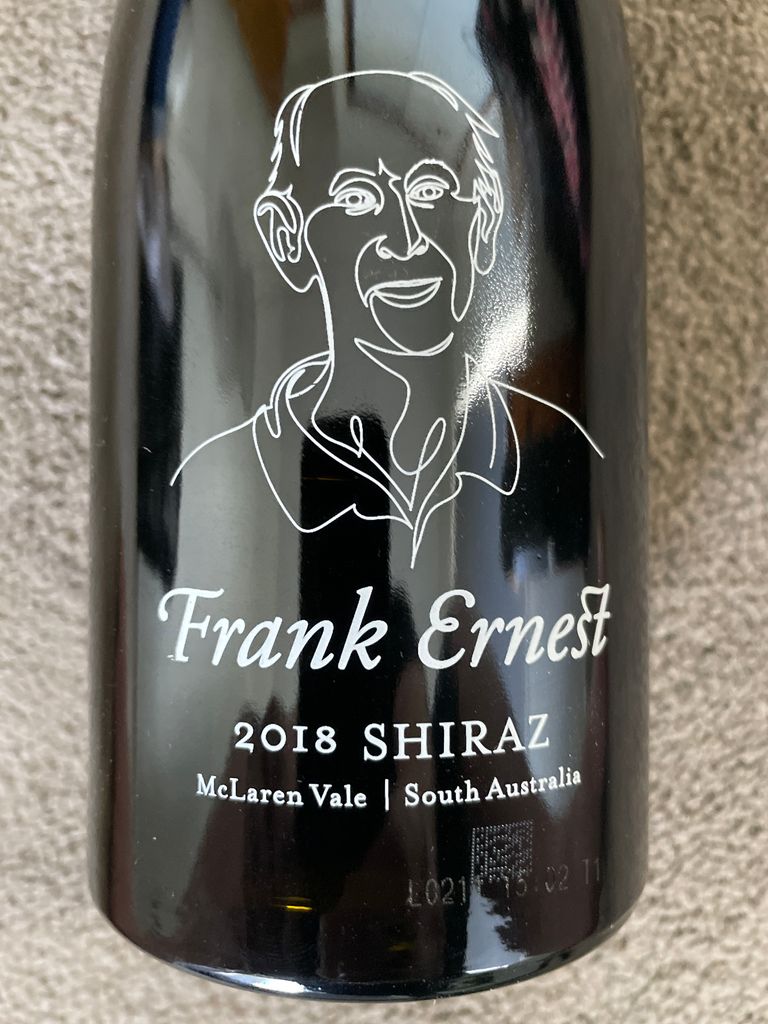 Frank Ernest
2018 SHIRAZ
McLaren Vale | South Australia